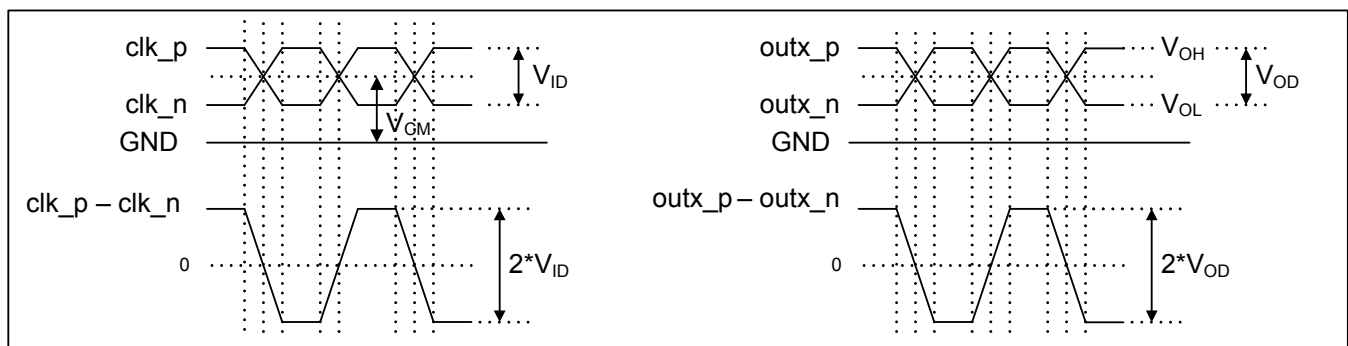 clk_p
clk_n
V_ID
V_CM
GND
clk_p – clk_n
0
2*V_ID
outx_p
outx_n
V_OH
V_OL
V_OD
GND
outx_p – outx_n
0
2*V_OD